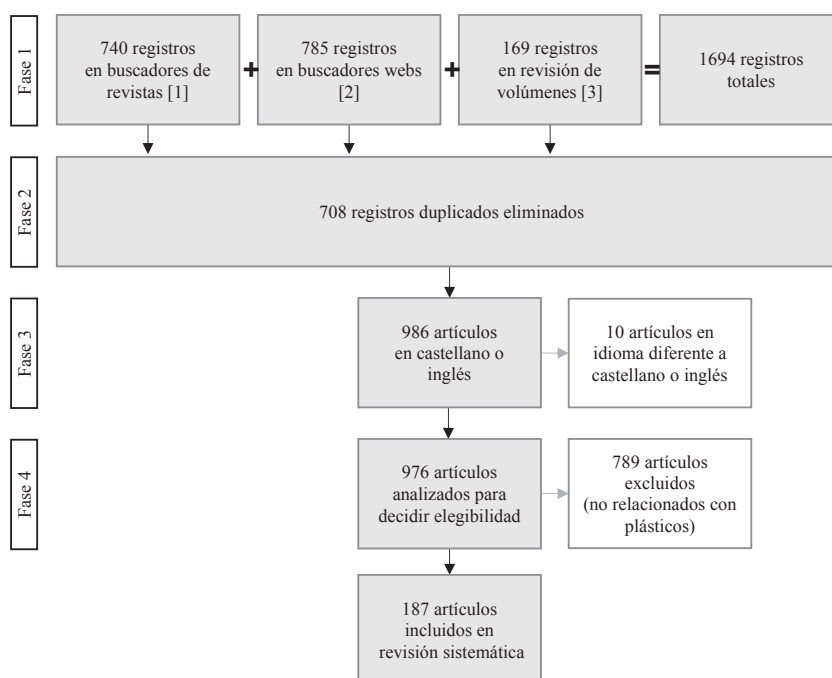 Fase 1
740 registros
en buscadores de
revistas [1]
+
785 registros
en buscadores webs
[2]
+
169 registros
en revisión de
volúmenes [3]
=
1694 registros
totales
Fase 2
708 registros duplicados eliminados
Fase 3
986 artículos
en castellano o
inglés
10 artículos en
idioma diferente a
castellano o inglés
Fase 4
976 artículos
analizados para
decidir elegibilidad
789 artículos
excluidos
(no relacionados con
plásticos)
187 artículos
incluidos en
revisión sistemática